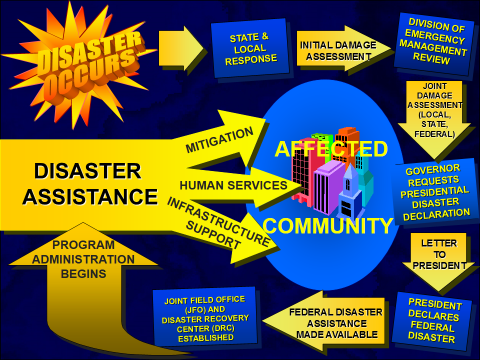 DISASTER
OCCURS
STATE &
LOCAL
RESPONSE
INITIAL DAMAGE
ASSESSMENT
DIVISION OF
EMERGENCY
MANAGEMENT
REVIEW
JOINT
DAMAGE
ASSESSMENT
(LOCAL,
STATE,
FEDERAL)
GOVERNOR
REQUESTS
PRESIDENTIAL
DISASTER
DECLARATION
LETTER
TO
PRESIDENT
PRESIDENT
DECLARES
FEDERAL
DISASTER
FEDERAL DISASTER
ASSISTANCE
MADE AVAILABLE
JOINT FIELD OFFICE
(JFO) AND
DISASTER RECOVERY
CENTER (DRC)
ESTABLISHED
PROGRAM
ADMINISTRATION
BEGINS
DISASTER
ASSISTANCE
MITIGATION
HUMAN SERVICES
INFRASTRUCTURE
SUPPORT
AFFECTED
COMMUNITY